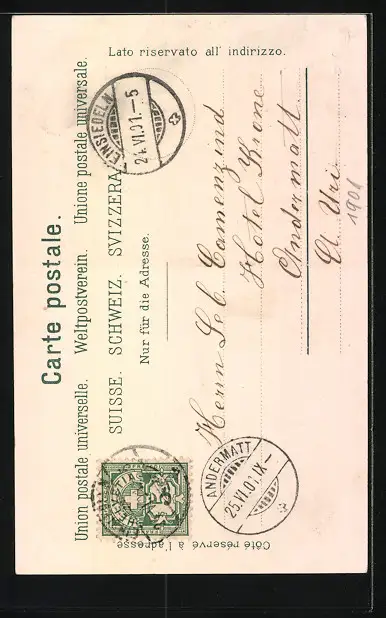 Carte postale.
Union postale universelle. Weltpostverein. Unione postale universale.
SUISSE. SCHWEIZ. SVIZZERA.
Nur für die Adresse.
Côté réservé à l'adresse.
Lato riservato all' indirizzo.
EINSIEDELN
24.VI.01.-5
HELVETIA
ANDERMATT
25.VI.01.IX-
Herrn Seb. Camenzind
Hotel Krone
Andermatt
Ct. Uri
1901